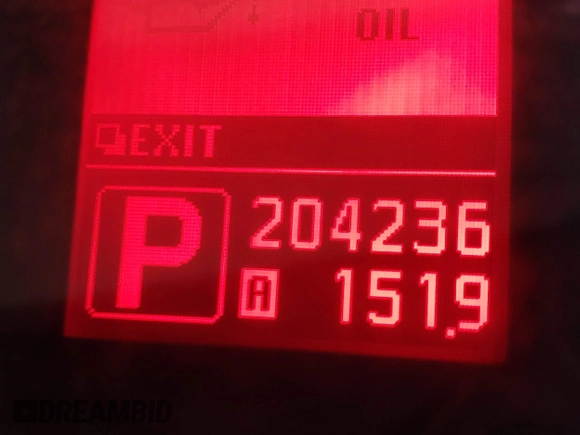 OIL
EXIT
P
204236
A 151.9
DREAMBID